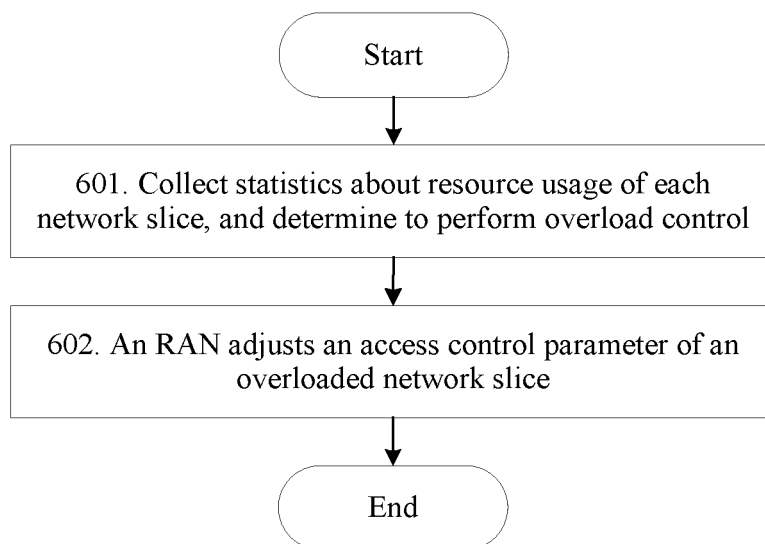 Start
601. Collect statistics about resource usage of each
network slice, and determine to perform overload control
602. An RAN adjusts an access control parameter of an
overloaded network slice
End